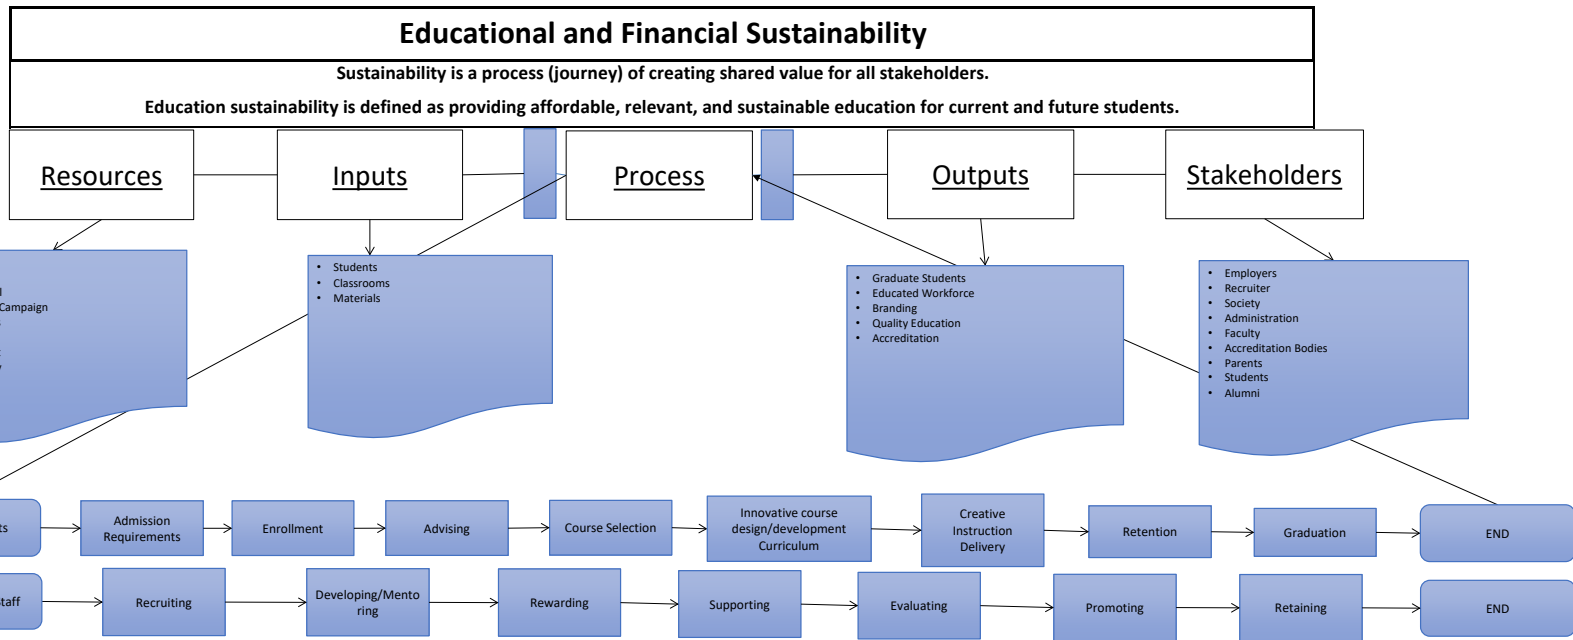 Educational and Financial Sustainability
Sustainability is a process (journey) of creating shared value for all stakeholders.
Education sustainability is defined as providing affordable, relevant, and sustainable education for current and future students.
Resources
Inputs
Process
Outputs
Stakeholders
Campaign
• Students
• Classrooms
• Materials
• Graduate Students
• Educated Workforce
• Branding
• Quality Education
• Accreditation
• Employers
• Recruiter
• Society
• Administration
• Faculty
• Accreditation Bodies
• Parents
• Students
• Alumni
ts
Admission
Requirements
Enrollment
Advising
Course Selection
Innovative course
design/development
Curriculum
Creative
Instruction
Delivery
Retention
Graduation
END
Staff
Recruiting
Developing/Mento
ring
Rewarding
Supporting
Evaluating
Promoting
Retaining
END